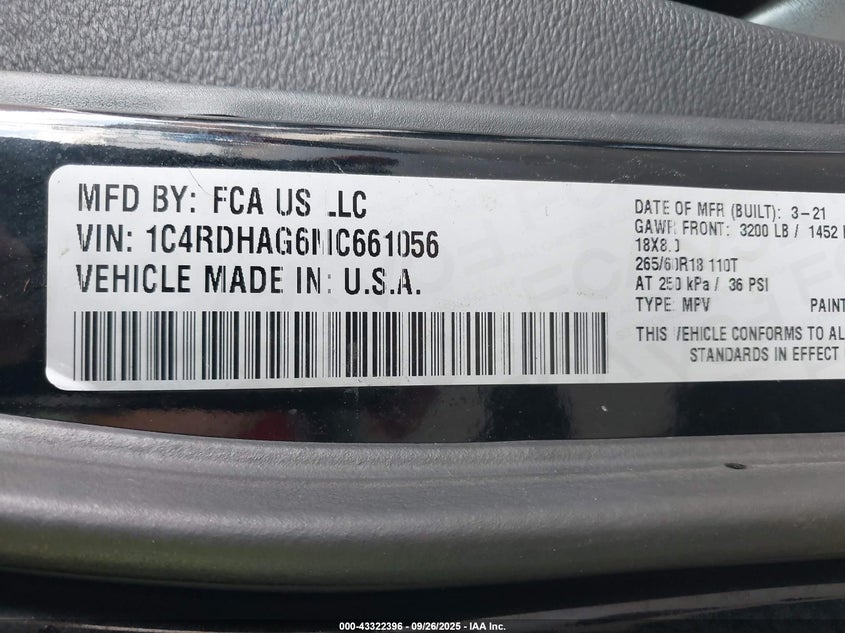 MFD BY: FCA US LLC
VIN: 1C4RDHAG6MC661056
VEHICLE MADE IN: U.S.A.
DATE OF MFR (BUILT): 3-21
GAWR FRONT: 3200 LB / 1452
18X8.0
265/60R18 110T
AT 250 kPa / 36 PSI
TYPE: MPV PAINT
THIS VEHICLE CONFORMS TO AL
STANDARDS IN EFFECT
000-43322396 - 09/26/2025 - IAA Inc.